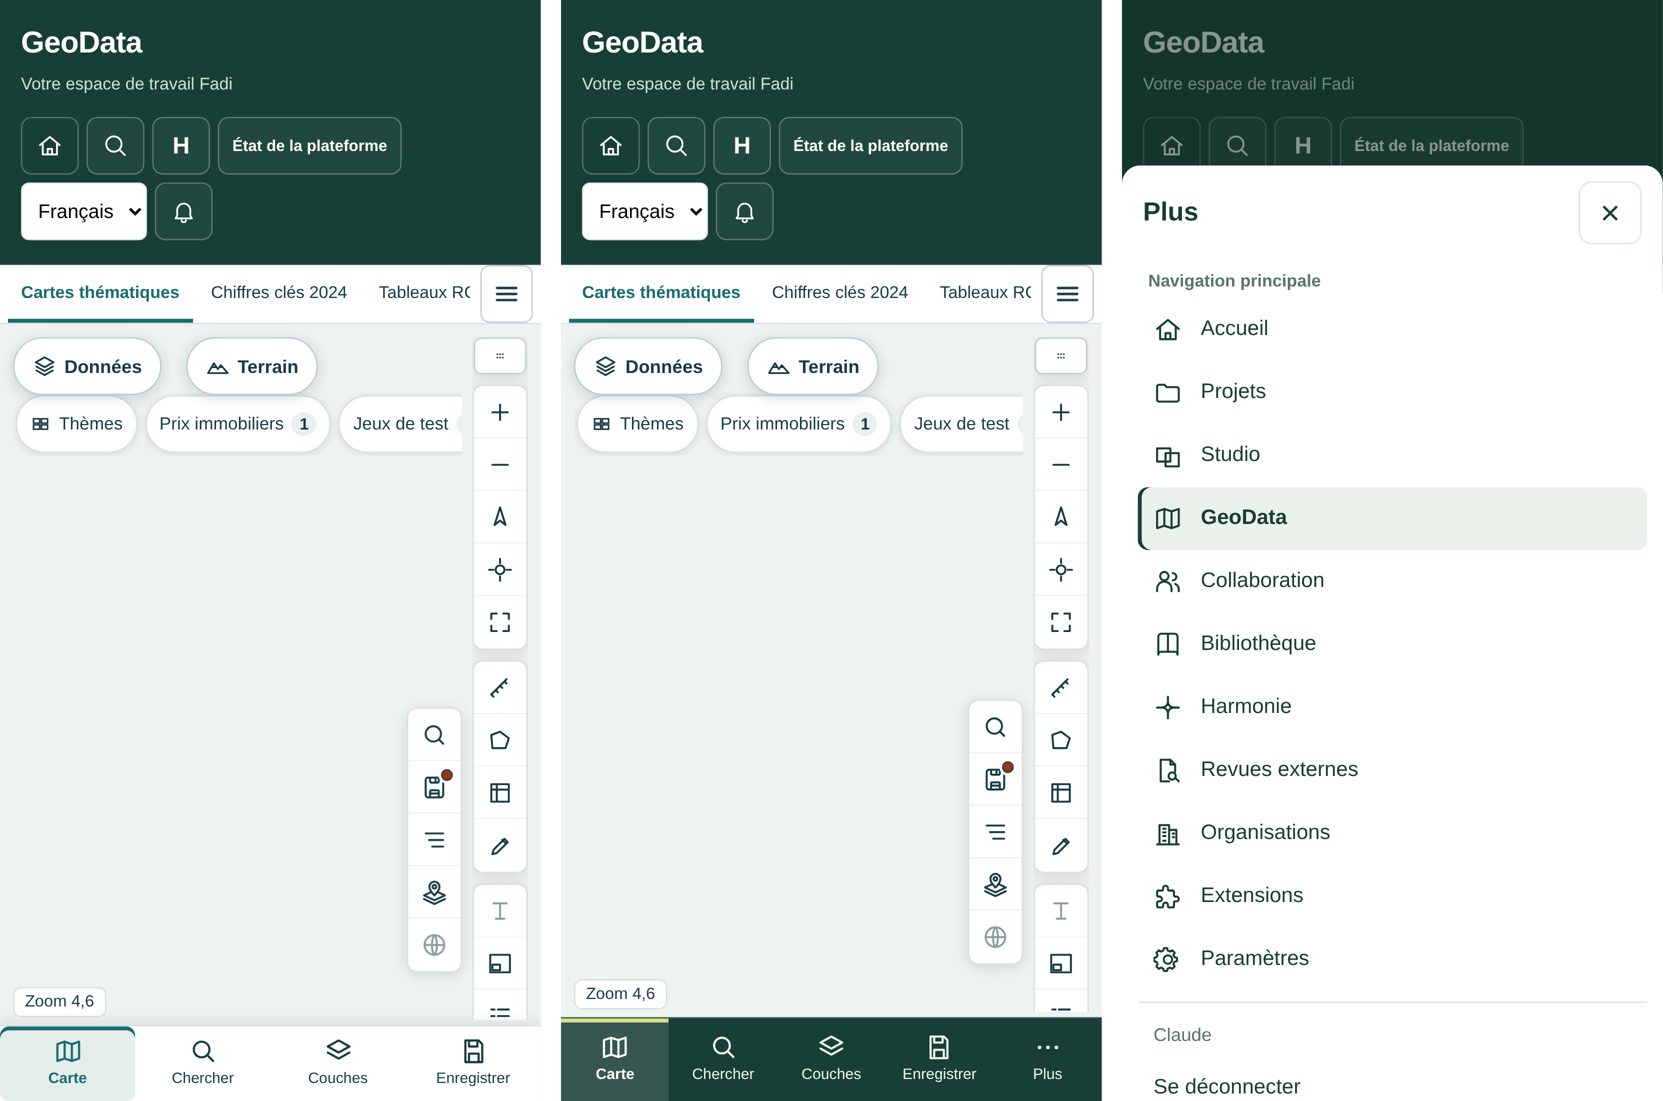 GeoData
Votre espace de travail Fadi
H
État de la plateforme
Français
Cartes thématiques
Chiffres clés 2024
Tableaux
Données
Terrain
Thèmes
Prix immobiliers 1
Jeux de test
Zoom 4,6
Carte
Chercher
Couches
Enregistrer
GeoData
Votre espace de travail Fadi
H
État de la plateforme
Français
Cartes thématiques
Chiffres clés 2024
Tableaux
Données
Terrain
Thèmes
Prix immobiliers 1
Jeux de test
Zoom 4,6
Carte
Chercher
Couches
Enregistrer
Plus
GeoData
Votre espace de travail Fadi
H
État de la plateforme
Plus
Navigation principale
Accueil
Projets
Studio
GeoData
Collaboration
Bibliothèque
Harmonie
Revues externes
Organisations
Extensions
Paramètres
Claude
Se déconnecter